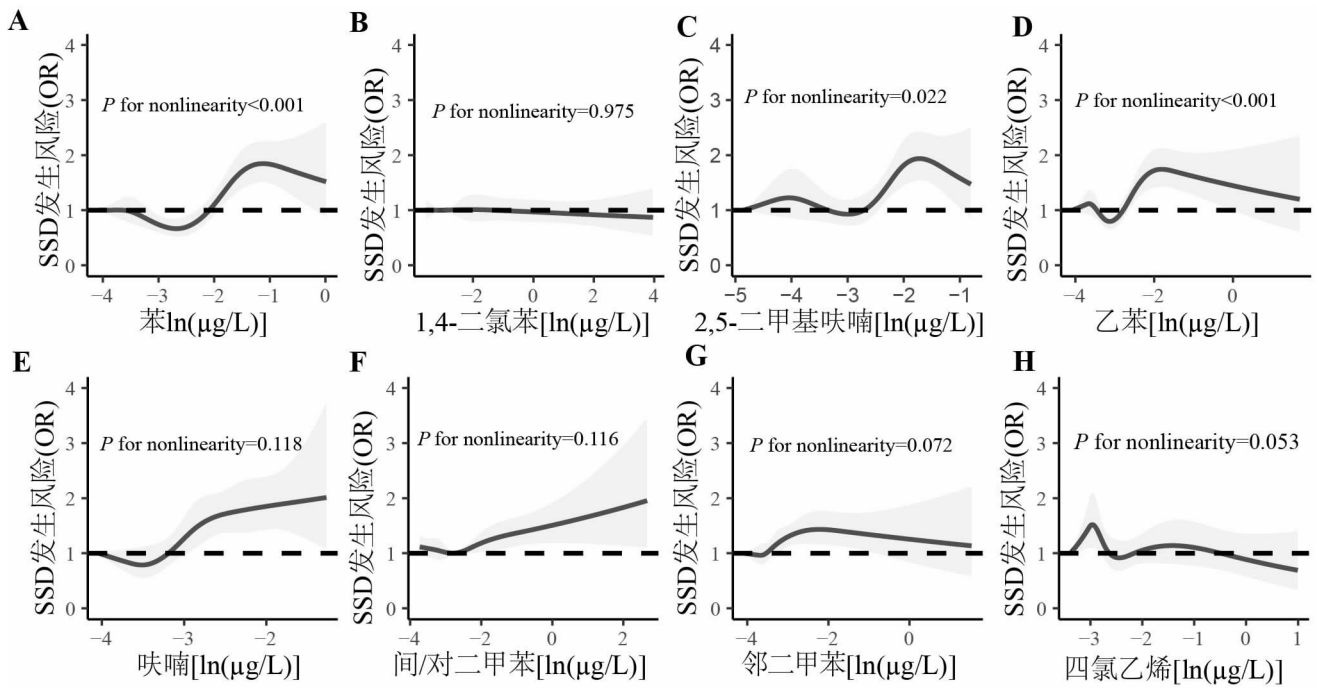 A
B
C
D
4
3
2
1
0
SSD发生风险(OR)
P for nonlinearity<0.001
−4
−3
−2
−1
0
苯ln(μg/L)]
4
3
2
1
0
SSD发生风险(OR)
P for nonlinearity=0.975
−4
−2
0
2
4
1,4-二氯苯[ln(μg/L)]
4
3
2
1
0
SSD发生风险(OR)
P for nonlinearity=0.022
−5
−4
−3
−2
−1
2,5-二甲基呋喃[ln(μg/L)]
4
3
2
1
0
SSD发生风险(OR)
P for nonlinearity<0.001
−4
−2
0
乙苯[ln(μg/L)]
E
F
G
H
4
3
2
1
0
SSD发生风险(OR)
P for nonlinearity=0.118
−4
−3
−2
呋喃[ln(μg/L)]
4
3
2
1
0
SSD发生风险(OR)
P for nonlinearity=0.116
−4
−2
0
2
间/对二甲苯[ln(μg/L)]
4
3
2
1
0
SSD发生风险(OR)
P for nonlinearity=0.072
−4
−2
0
邻二甲苯[ln(μg/L)]
4
3
2
1
0
SSD发生风险(OR)
P for nonlinearity=0.053
−3
−2
−1
0
1
四氯乙烯[ln(μg/L)]